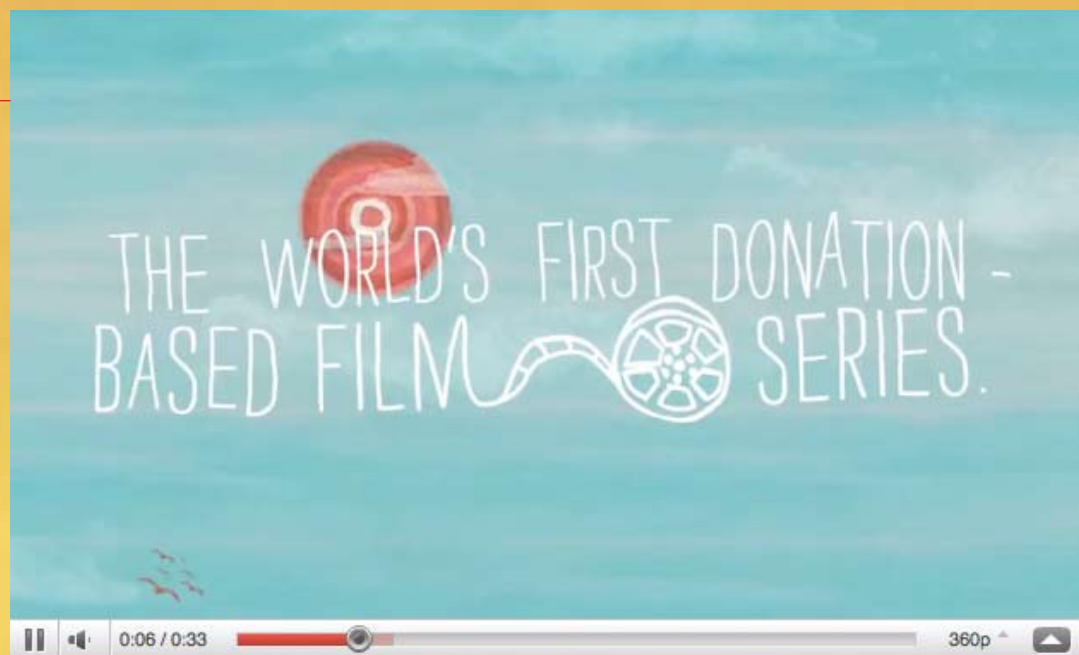 THE WORLD'S FIRST DONATION -
BASED FILM SERIES.
0:06 / 0:33
360p